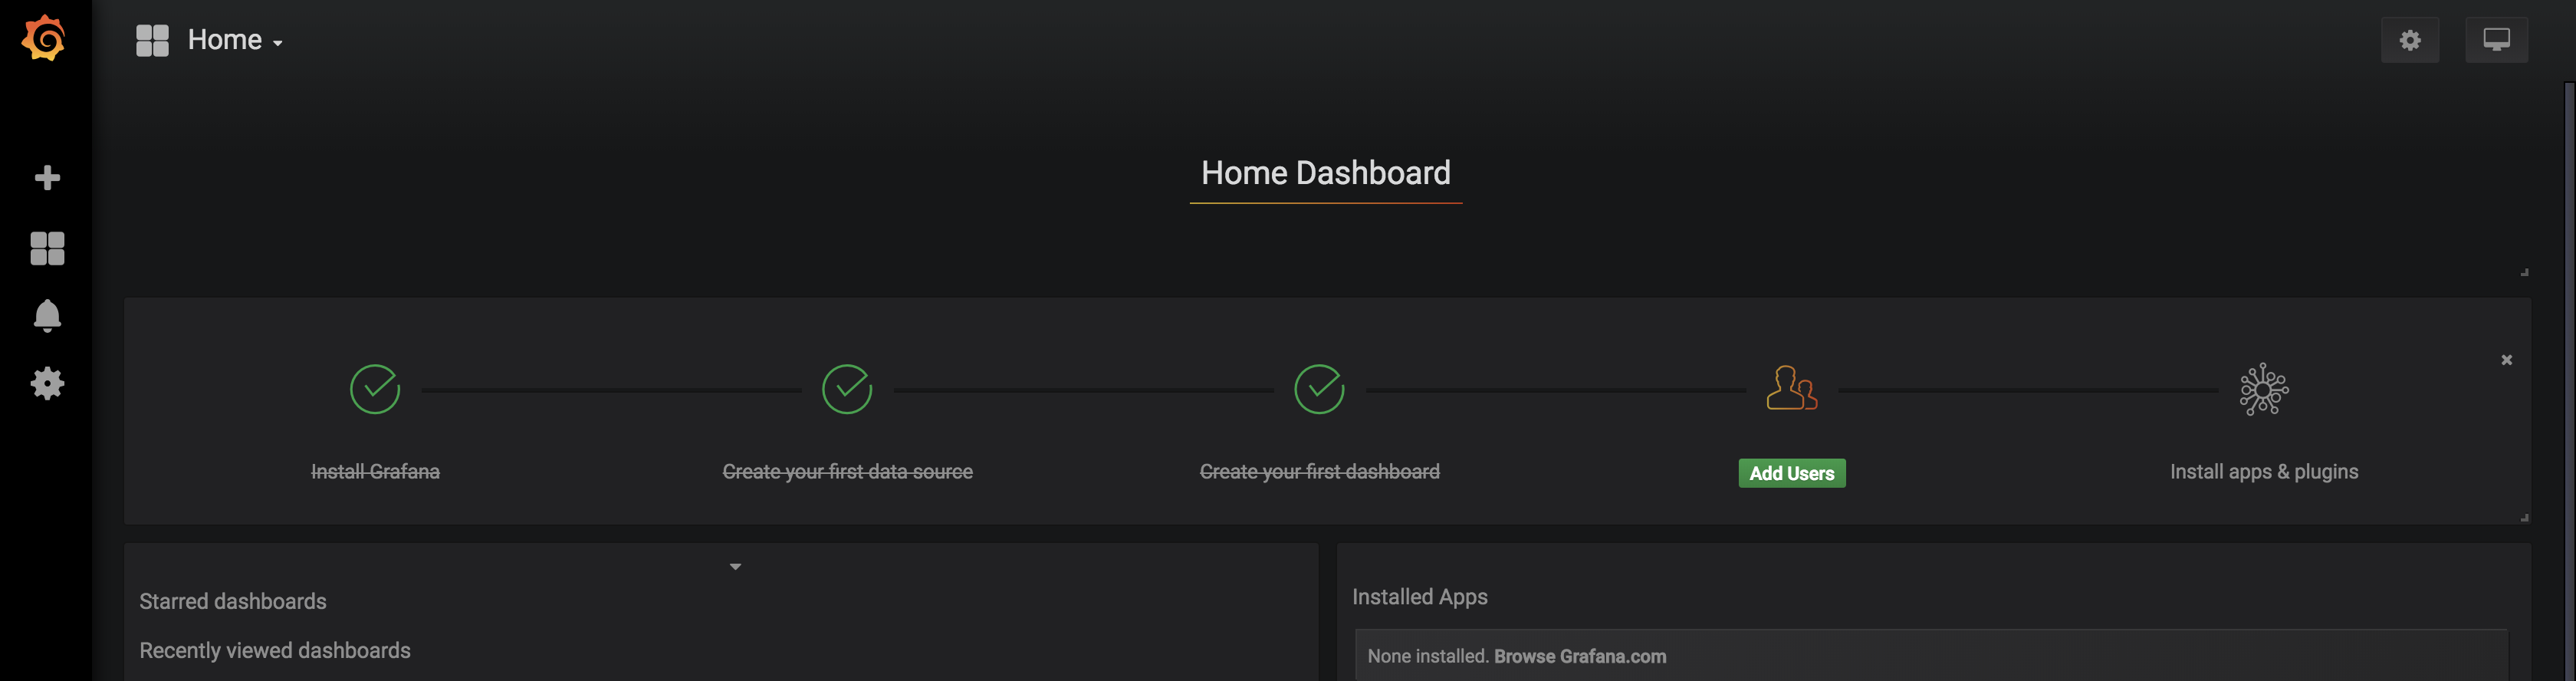 Home
Home Dashboard
Install Grafana
Create your first data source
Create your first dashboard
Add Users
Install apps & plugins
Starred dashboards
Recently viewed dashboards
Installed Apps
None installed. Browse Grafana.com